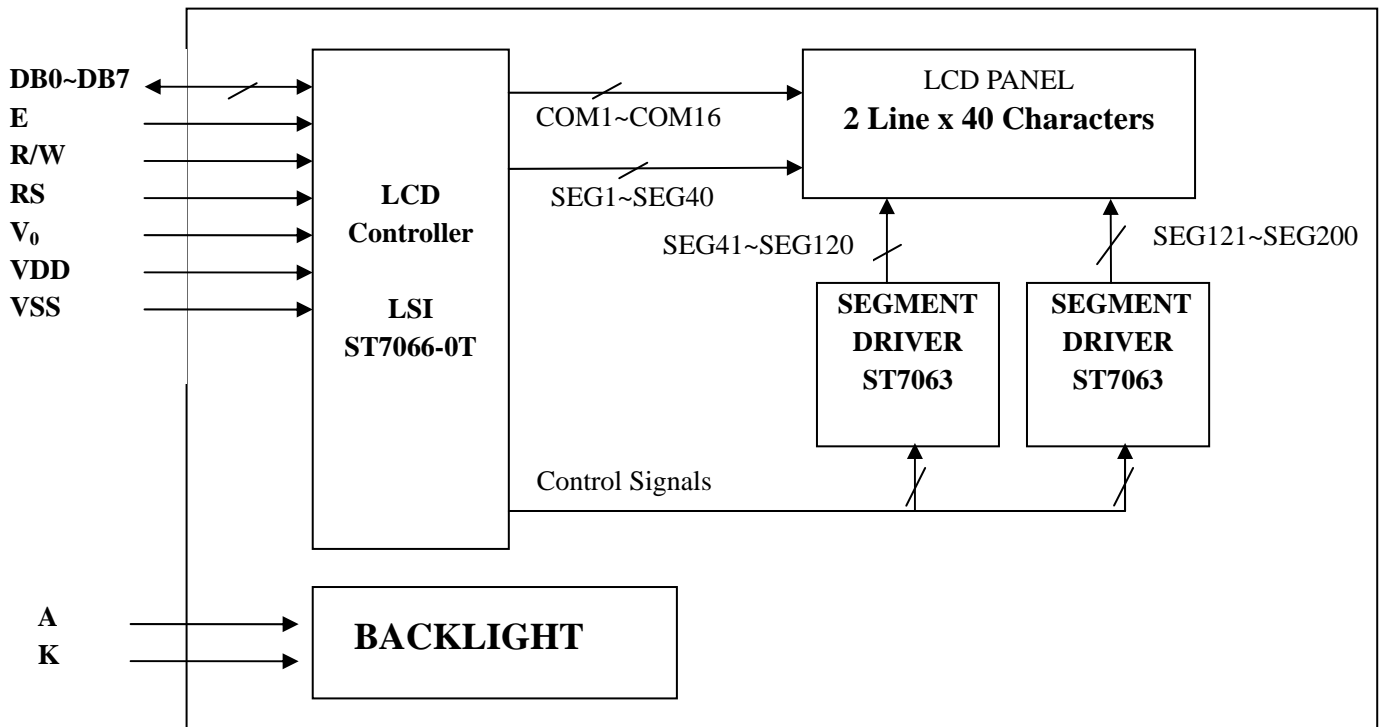 DB0~DB7
E
R/W
RS
V₀
VDD
VSS
LCD
Controller
LSI
ST7066-0T
COM1~COM16
SEG1~SEG40
LCD PANEL
2 Line x 40 Characters
SEG41~SEG120
SEG121~SEG200
SEGMENT
DRIVER
ST7063
SEGMENT
DRIVER
ST7063
Control Signals
A
K
BACKLIGHT